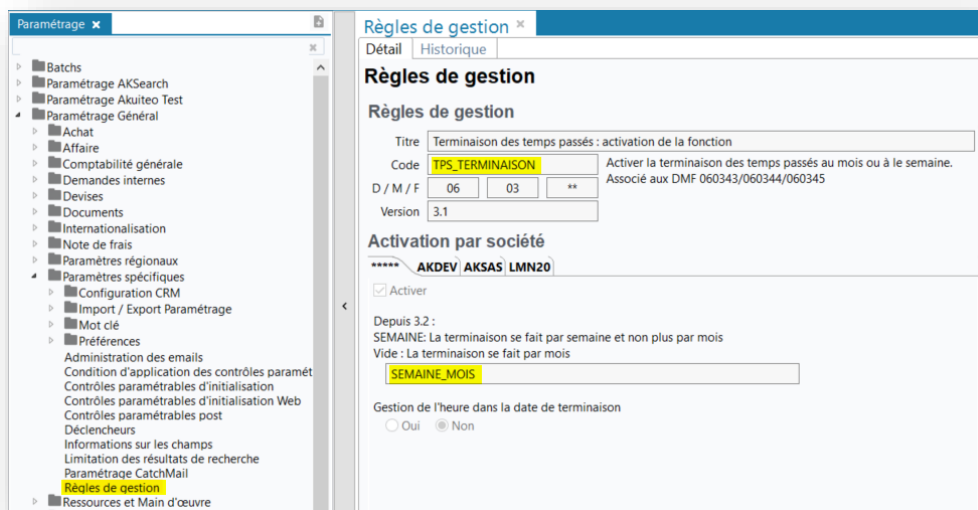 Paramétrage
Batchs
Paramétrage AKSearch
Paramétrage Akuiteo Test
Paramétrage Général
Achat
Affaire
Comptabilité générale
Demandes internes
Devises
Documents
Internationalisation
Note de frais
Paramètres régionaux
Paramètres spécifiques
Configuration CRM
Import / Export Paramétrage
Mot clé
Préférences
Administration des emails
Condition d'application des contrôles paramét
Contrôles paramétrables d'initialisation
Contrôles paramétrables d'initialisation Web
Contrôles paramétrables post
Déclencheurs
Informations sur les champs
Limitation des résultats de recherche
Paramétrage CatchMail
Règles de gestion
Ressources et Main d'œuvre
Règles de gestion
Détail Historique
Règles de gestion
Règles de gestion
Titre Terminaison des temps passés : activation de la fonction
Code TPS_TERMINAISON Activer la terminaison des temps passés au mois ou à le semaine.
Associé aux DMF 060343/060344/060345
D / M / F 06 03 **
Version 3.1
Activation par société
***** AKDEV AKSAS LMN20
Activer
Depuis 3.2 :
SEMAINE: La terminaison se fait par semaine et non plus par mois
Vide : La terminaison se fait par mois
SEMAINE_MOIS
Gestion de l'heure dans la date de terminaison
Oui Non